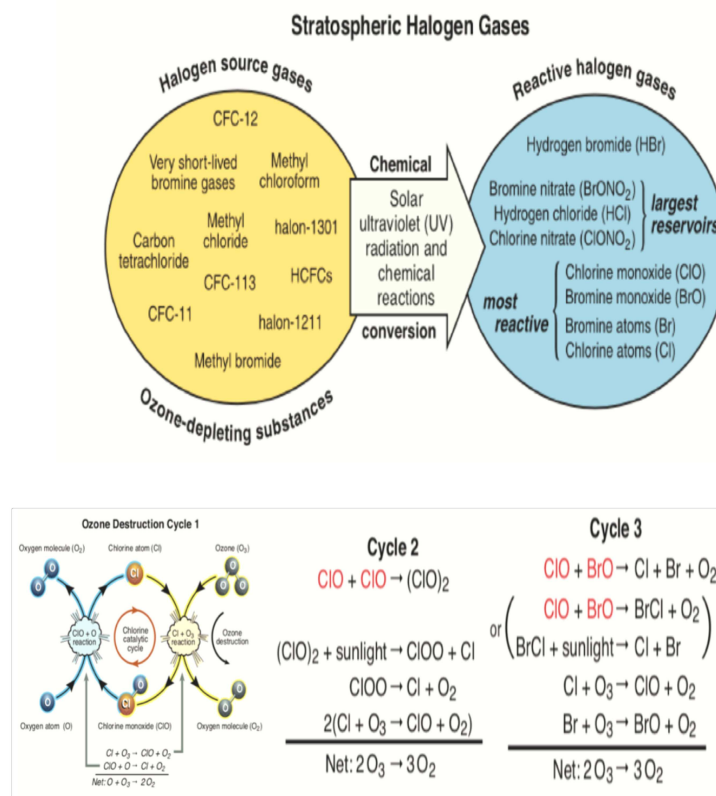 Stratospheric Halogen Gases
Halogen source gases
CFC-12
Very short-lived
bromine gases
Methyl
chloroform
Methyl
chloride
halon-1301
Carbon
tetrachloride
CFC-113
HCFCs
CFC-11
halon-1211
Methyl bromide
Ozone-depleting substances
Chemical
Solar
ultraviolet (UV)
radiation and
chemical
reactions
conversion
Reactive halogen gases
Hydrogen bromide (HBr)
Bromine nitrate (BrONO₂)
Hydrogen chloride (HCl)
Chlorine nitrate (ClONO₂)
largest
reservoirs
most
reactive
Chlorine monoxide (ClO)
Bromine monoxide (BrO)
Bromine atoms (Br)
Chlorine atoms (Cl)
Ozone Destruction Cycle 1
Oxygen molecule (O₂)
Chlorine atom (Cl)
Ozone (O₃)
O
O
Cl
O
O
O
ClO + O
reaction
Chlorine
catalytic
cycle
Cl + O₃
reaction
Ozone
destruction
O
O
Cl
O
O
Oxygen atom (O)
Chlorine monoxide (ClO)
Oxygen molecule (O₂)
Cl + O₃ → ClO + O₂
ClO + O → Cl + O₂
Net: O + O₃ → 2O₂
Cycle 2
ClO + ClO → (ClO)₂
(ClO)₂ + sunlight → ClOO + Cl
ClOO → Cl + O₂
2(Cl + O₃ → ClO + O₂)
Net: 2O₃ → 3O₂
Cycle 3
ClO + BrO → Cl + Br + O₂
or
(ClO + BrO → BrCl + O₂
BrCl + sunlight → Cl + Br)
Cl + O₃ → ClO + O₂
Br + O₃ → BrO + O₂
Net: 2O₃ → 3O₂